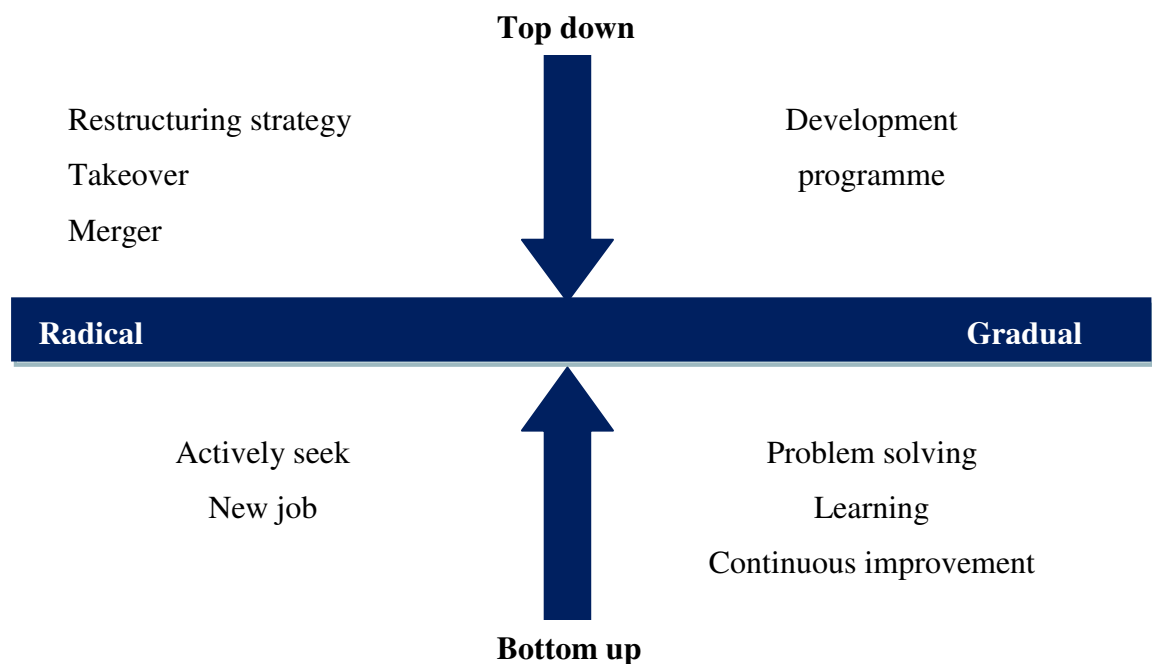 Top down
Restructuring strategy
Takeover
Merger
Development
programme
Radical
Gradual
Actively seek
New job
Problem solving
Learning
Continuous improvement
Bottom up